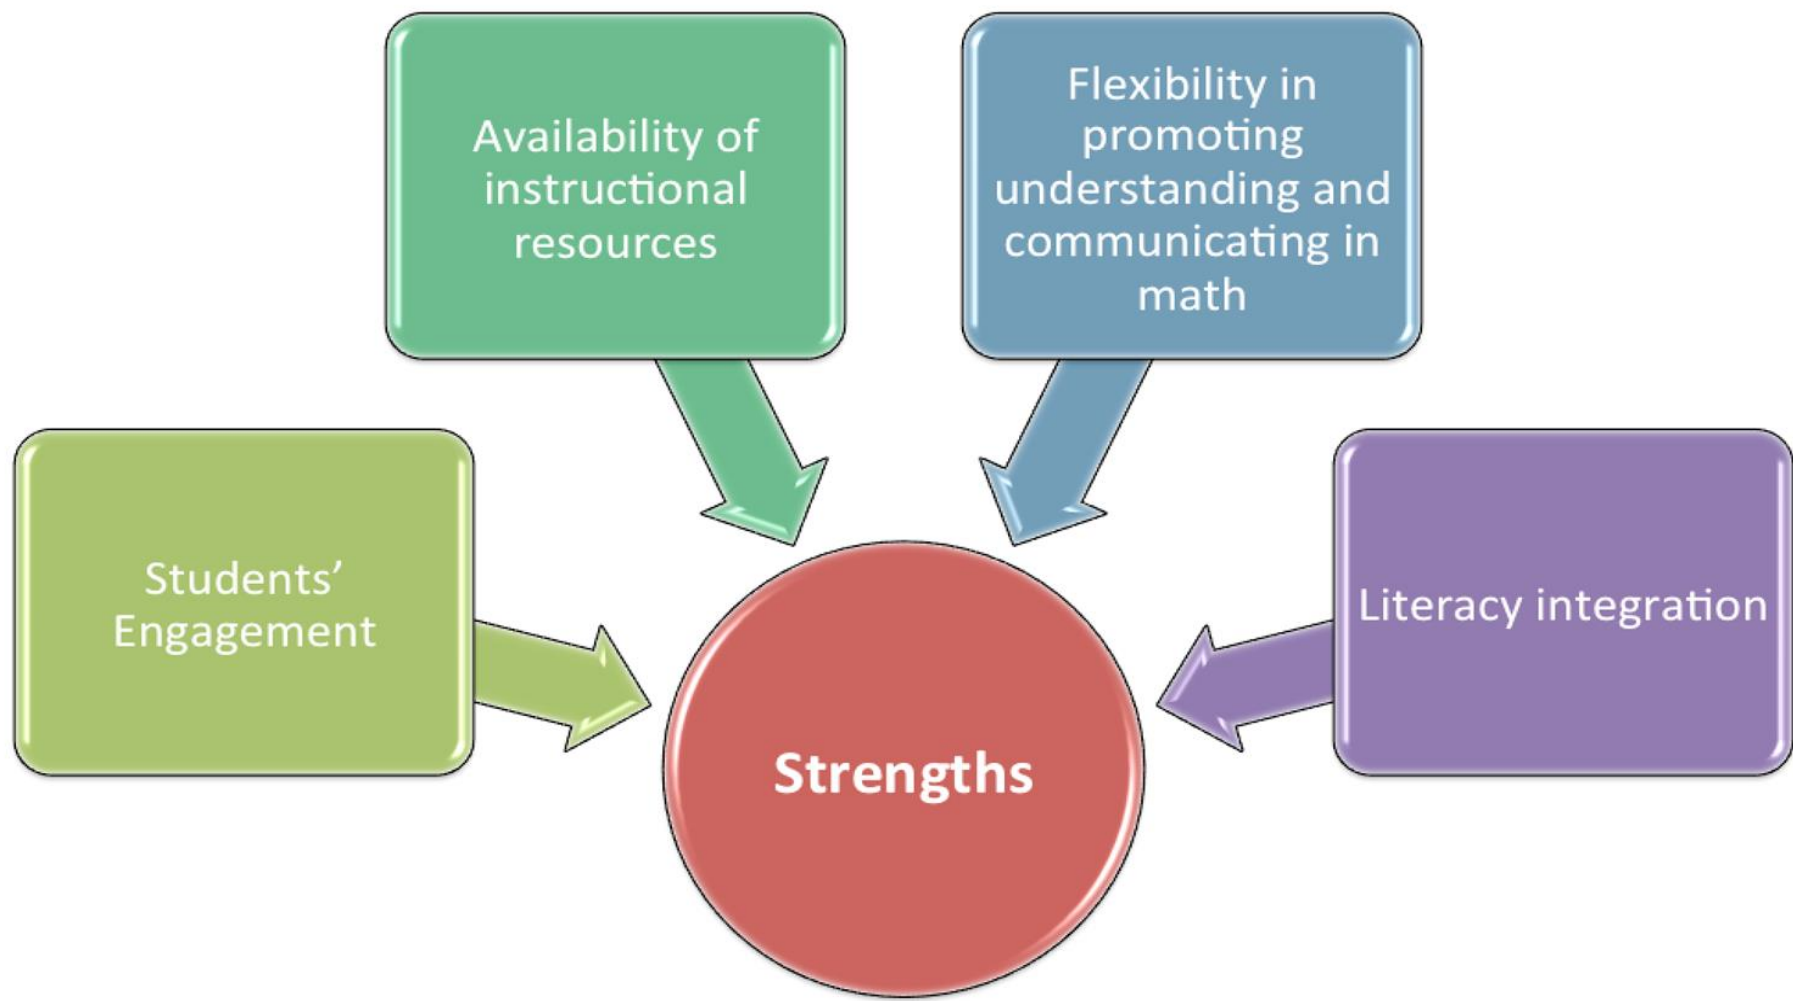 Availability of
instructional
resources
Flexibility in
promoting
understanding and
communicating in
math
Students’
Engagement
Literacy integration
Strengths